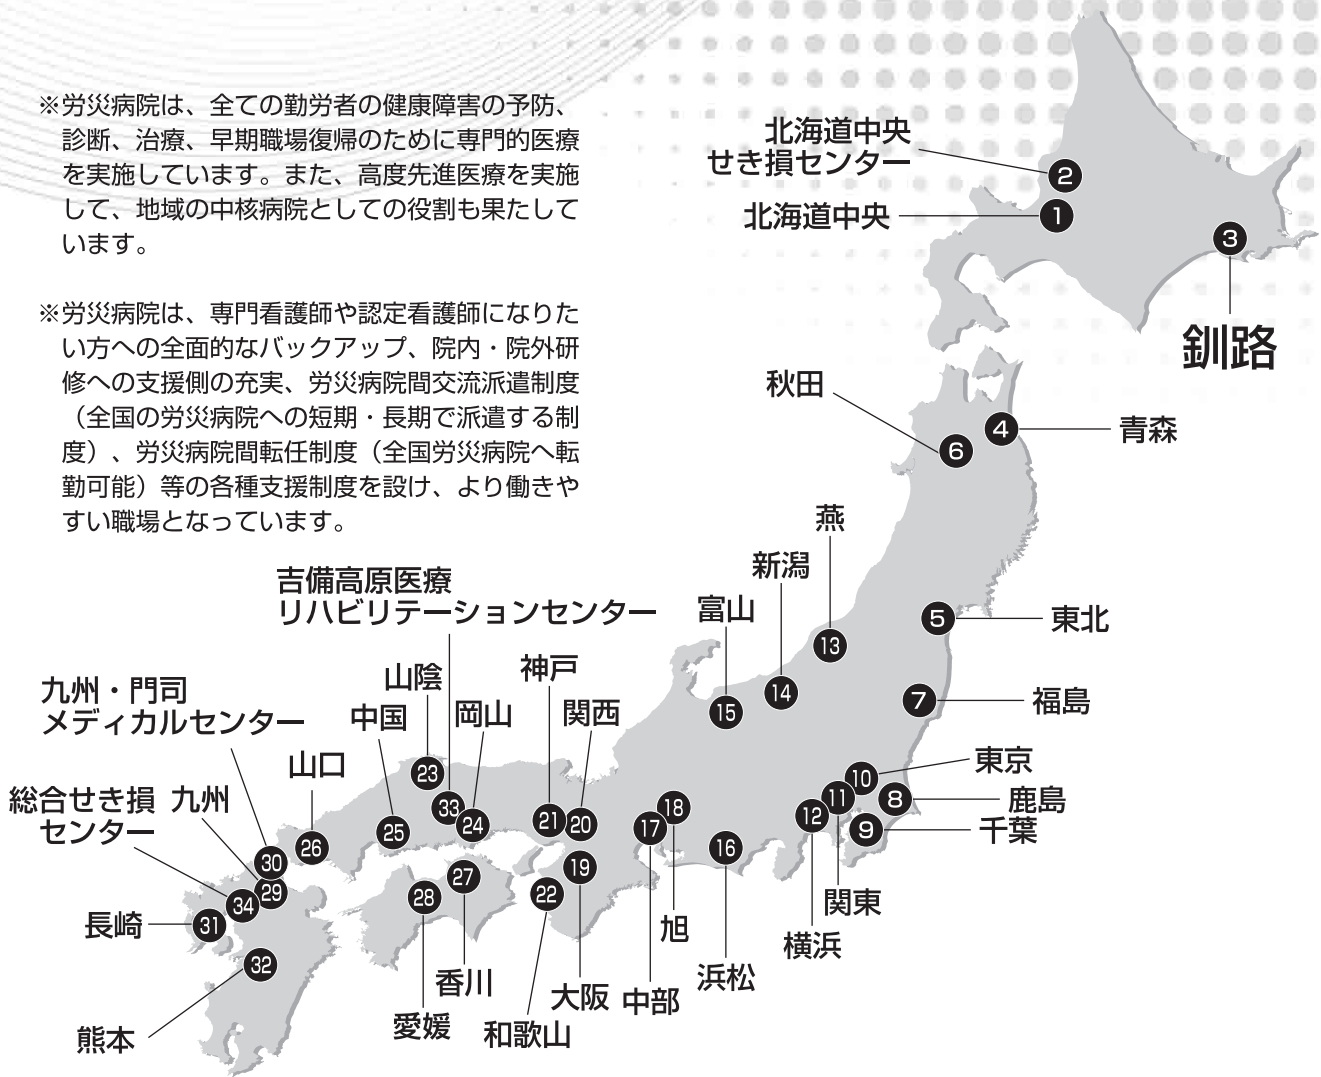 ※労災病院は、全ての勤労者の健康障害の予防、
診断、治療、早期職場復帰のために専門的医療
を実施しています。また、高度先進医療を実施
して、地域の中核病院としての役割も果たして
います。
※労災病院は、専門看護師や認定看護師になりた
い方への全面的なバックアップ、院内・院外研
修への支援側の充実、労災病院間交流派遣制度
（全国の労災病院への短期・長期で派遣する制
度）、労災病院間転任制度（全国労災病院へ転
勤可能）等の各種支援制度を設け、より働きや
すい職場となっています。
北海道中央
せき損センター
2
北海道中央
1
3
釧路
秋田
6
4
青森
燕
13
新潟
14
富山
15
5
東北
7
福島
吉備高原医療
リハビリテーションセンター
33
神戸
21
山陰
23
中国
25
岡山
24
関西
20
九州・門司
メディカルセンター
30
山口
26
総合せき損
センター
34
九州
29
東京
10
8
鹿島
9
千葉
11
関東
12
横浜
18
旭
17
中部
16
浜松
19
大阪
22
和歌山
27
香川
28
愛媛
長崎
31
32
熊本